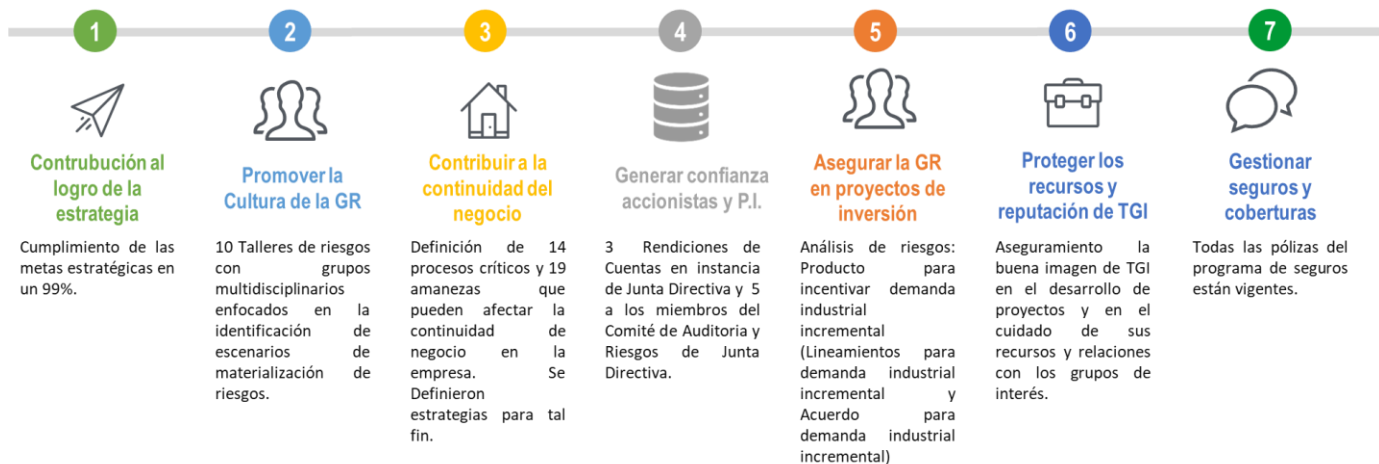 1
Contrubución al
logro de la
estrategia
Cumplimiento de las
metas estratégicas en
un 99%.
2
Promover la
Cultura de la GR
10 Talleres de riesgos
con grupos
multidisciplinarios
enfocados en la
identificación de
escenarios de
materialización de
riesgos.
3
Contribuir a la
continuidad del
negocio
Definición de 14
procesos críticos y 19
amanezas que
pueden afectar la
continuidad de
negocio en la
empresa. Se
Definieron
estrategias para tal
fin.
4
Generar confianza
accionistas y P.I.
3 Rendiciones de
Cuentas en instancia
de Junta Directiva y 5
a los miembros del
Comité de Auditoria y
Riesgos de Junta
Directiva.
5
Asegurar la GR
en proyectos de
inversión
Análisis de riesgos:
Producto para
incentivar demanda
industrial
incremental
(Lineamientos para
demanda industrial
incremental y
Acuerdo para
demanda industrial
incremental)
6
Proteger los
recursos y
reputación de TGI
Aseguramiento la
buena imagen de TGI
en el desarrollo de
proyectos y en el
cuidado de sus
recursos y relaciones
con los grupos de
interés.
7
Gestionar
seguros y
coberturas
Todas las pólizas del
programa de seguros
están vigentes.